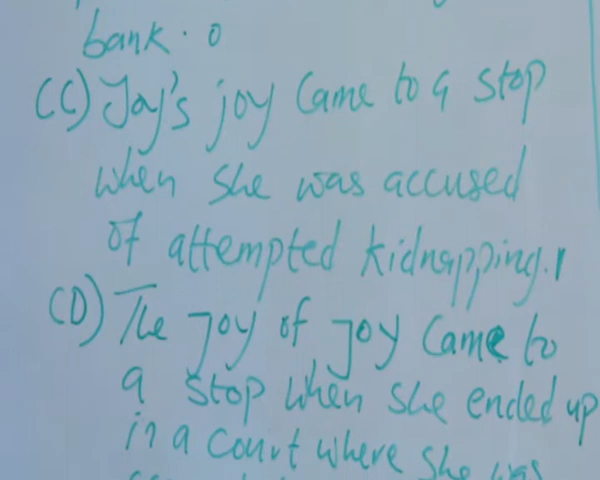 bank. 0
(C) Joy's joy came to a stop
when she was accused
of attempted kidnapping. 1
(D) The joy of joy came to
a stop when she ended up
in a court where she was